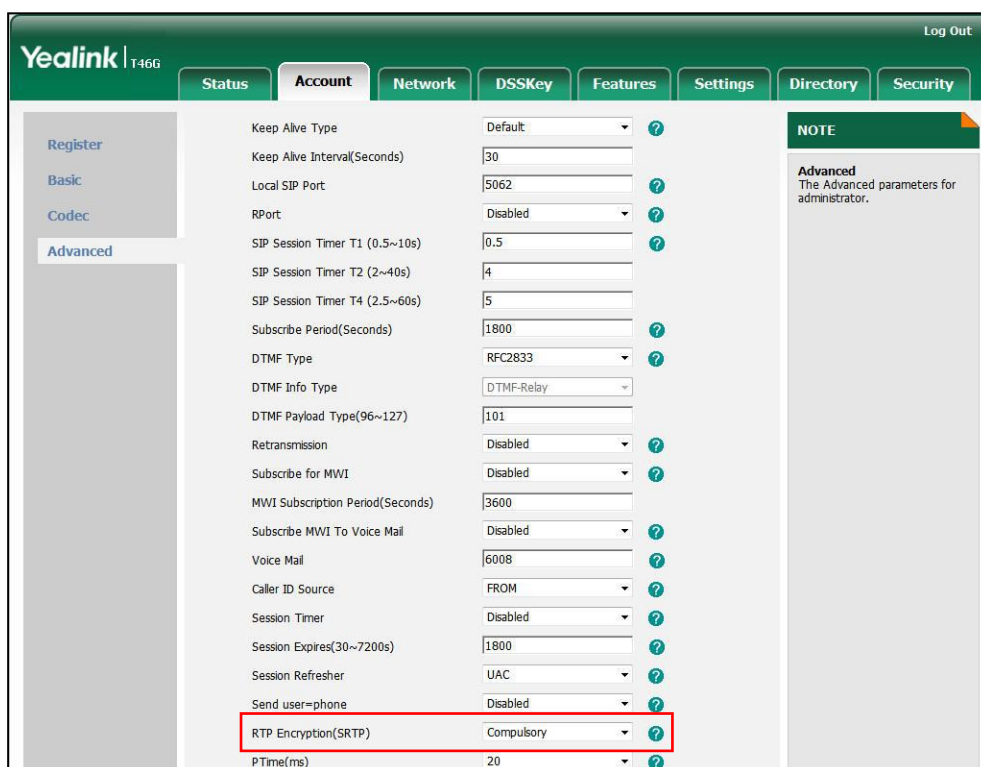 Log Out
Yealink T46G
Status Account Network DSSKey Features Settings Directory Security
Register
Basic
Codec
Advanced
Keep Alive Type Default ?
Keep Alive Interval(Seconds) 30
Local SIP Port 5062 ?
RPort Disabled ?
SIP Session Timer T1 (0.5~10s) 0.5 ?
SIP Session Timer T2 (2~40s) 4
SIP Session Timer T4 (2.5~60s) 5
Subscribe Period(Seconds) 1800 ?
DTMF Type RFC2833 ?
DTMF Info Type DTMF-Relay
DTMF Payload Type(96~127) 101
Retransmission Disabled ?
Subscribe for MWI Disabled ?
MWI Subscription Period(Seconds) 3600
Subscribe MWI To Voice Mail Disabled ?
Voice Mail 6008 ?
Caller ID Source FROM ?
Session Timer Disabled ?
Session Expires(30~7200s) 1800 ?
Session Refresher UAC ?
Send user=phone Disabled ?
RTP Encryption(SRTP) Compulsory ?
PTime(ms) 20 ?
NOTE
Advanced
The Advanced parameters for
administrator.